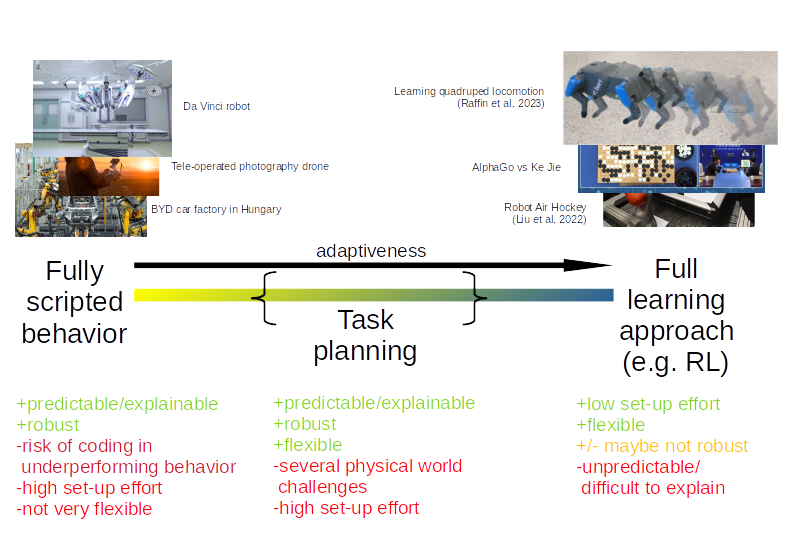 Da Vinci robot
Tele-operated photography drone
BYD car factory in Hungary
Learning quadruped locomotion
(Raffin et al, 2023)
AlphaGo vs Ke Jie
Robot Air Hockey
(Liu et al, 2022)
adaptiveness
Fully
scripted
behavior
Task
planning
Full
learning
approach
(e.g. RL)
+predictable/explainable
+robust
-risk of coding in
underperforming behavior
-high set-up effort
-not very flexible
+predictable/explainable
+robust
+flexible
-several physical world
challenges
-high set-up effort
+low set-up effort
+flexible
+/- maybe not robust
-unpredictable/
difficult to explain